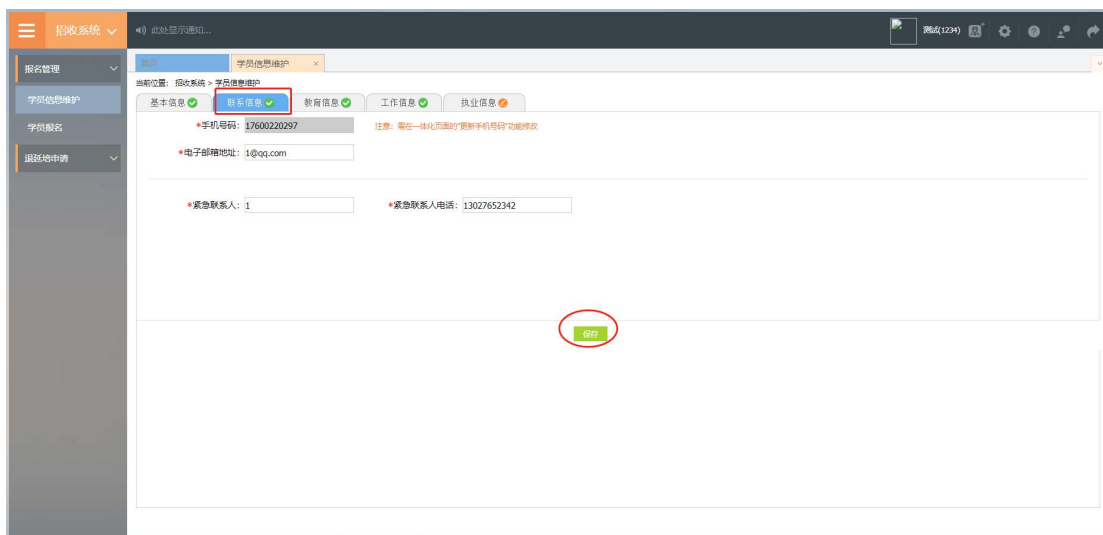 招收系统
此处显示通知...
测试(1234)
报名管理
学员信息维护
学员报名
退延培申请
首页
学员信息维护 ×
当前位置: 招收系统 > 学员信息维护
基本信息 联系信息 教育信息 工作信息 执业信息
*手机号码: 17600220297 注意: 需在一体化页面的"更新手机号码"功能修改
*电子邮箱地址: 1@qq.com
*紧急联系人: 1 *紧急联系人电话: 13027652342
保存